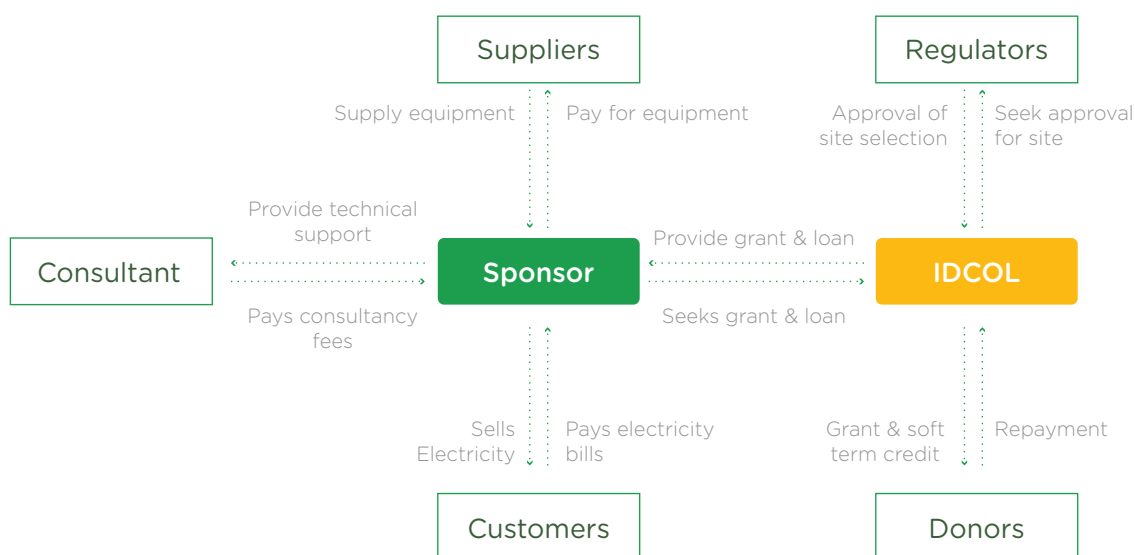 Suppliers
Regulators
Supply equipment
Pay for equipment
Approval of
site selection
Seek approval
for site
Provide technical
support
Consultant
Sponsor
Provide grant & loan
IDCOL
Pays consultancy
fees
Seeks grant & loan
Sells
Electricity
Pays electricity
bills
Grant & soft
term credit
Repayment
Customers
Donors